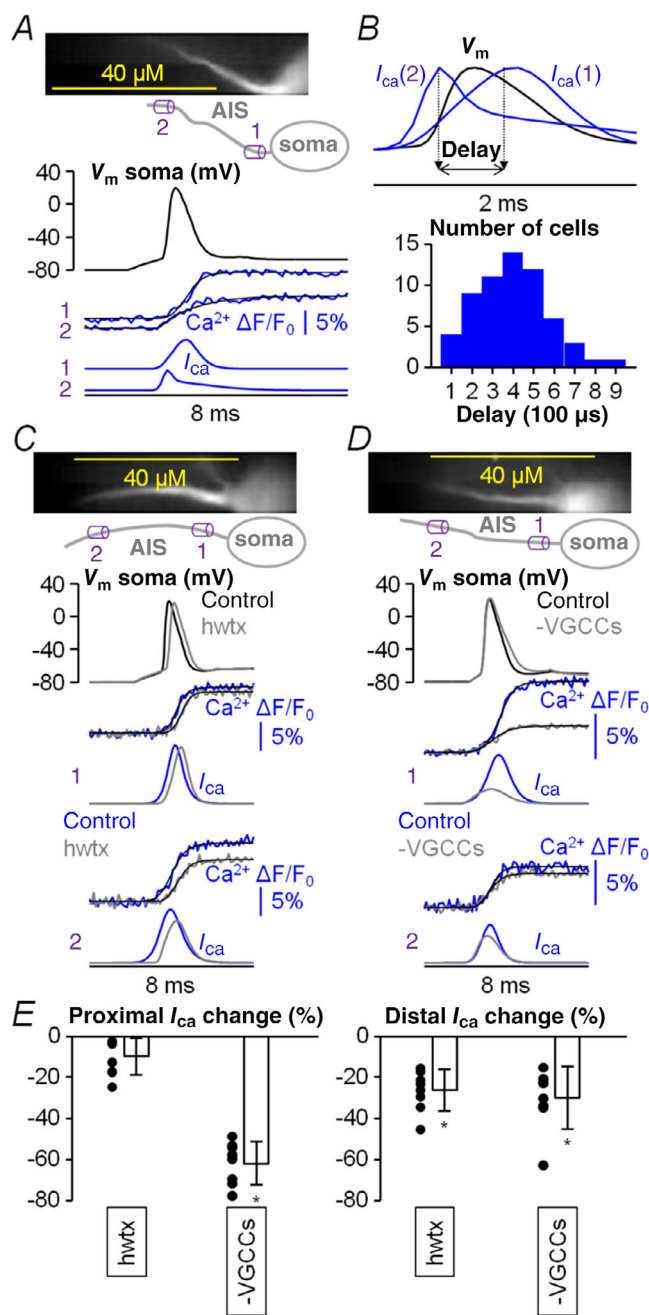 A
40 µM
AIS
2
1
soma
Vm soma (mV)
40
0
-40
-80
1
2
Ca2+ ΔF/F0 | 5%
1
2
Ica
8 ms
B
Vm
Ica(2)
Ica(1)
Delay
2 ms
Number of cells
15
10
5
0
1 2 3 4 5 6 7 8 9
Delay (100 µs)
C
40 µM
2
AIS
1
soma
Vm soma (mV)
40
0
-40
-80
Control
hwtx
Ca2+ ΔF/F0
5%
1
Ica
Control
hwtx
Ca2+ ΔF/F0
5%
2
Ica
8 ms
D
40 µM
2
AIS
1
soma
Vm soma (mV)
40
0
-40
-80
Control
-VGCCs
Ca2+ ΔF/F0
5%
1
Ica
Control
-VGCCs
Ca2+ ΔF/F0
5%
2
Ica
8 ms
E
Proximal Ica change (%)
0
-20
-40
-60
-80
*
hwtx
-VGCCs
Distal Ica change (%)
0
-20
-40
-60
-80
*
*
hwtx
-VGCCs